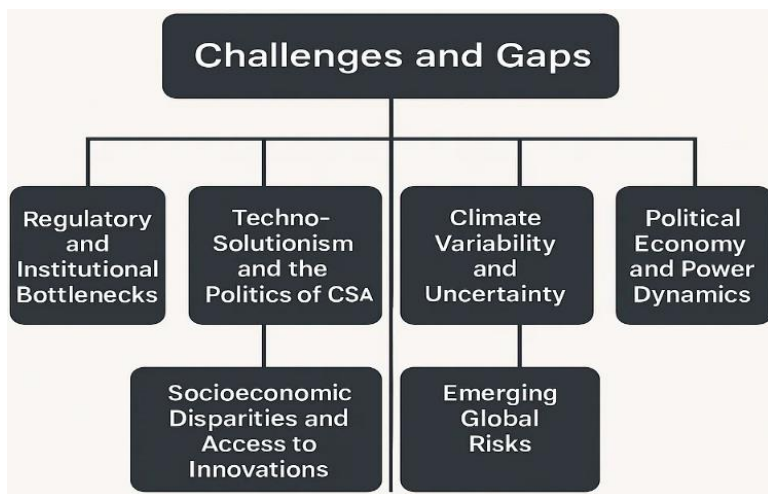 Challenges and Gaps
Regulatory
and
Institutional
Bottlenecks
Techno-
Solutionism
and the
Politics of CSA
Climate
Variability
and
Uncertainty
Political
Economy
and Power
Dynamics
Socioeconomic
Disparities and
Access to
Innovations
Emerging
Global
Risks